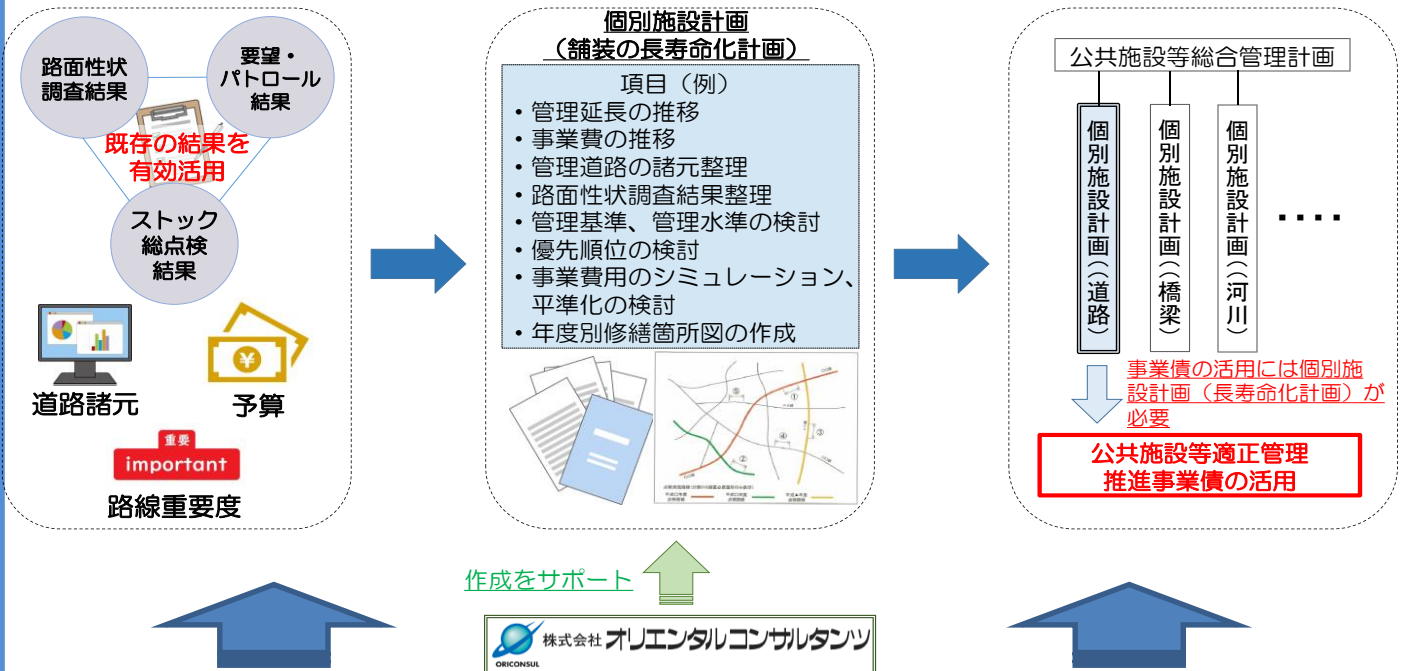 路面性状
調査結果
要望・
パトロール
結果
既存の結果を
有効活用
ストック
総点検
結果
道路諸元
予算
重要
important
路線重要度
個別施設計画
（舗装の長寿命化計画）
項目（例）
・管理延長の推移
・事業費の推移
・管理道路の諸元整理
・路面性状調査結果整理
・管理基準、管理水準の検討
・優先順位の検討
・事業費用のシミュレーション、
平準化の検討
・年度別修繕箇所図の作成
①
②
③
④
⑤
公共施設等総合管理計画
個別施設計画（（道路）
個別施設計画（（橋梁）
個別施設計画（（河川）
....
事業債の活用には個別施
設計画（長寿命化計画）が
必要
公共施設等適正管理
推進事業債の活用
作成をサポート
株式会社オリエンタルコンサルタンツ
ORICONSUL